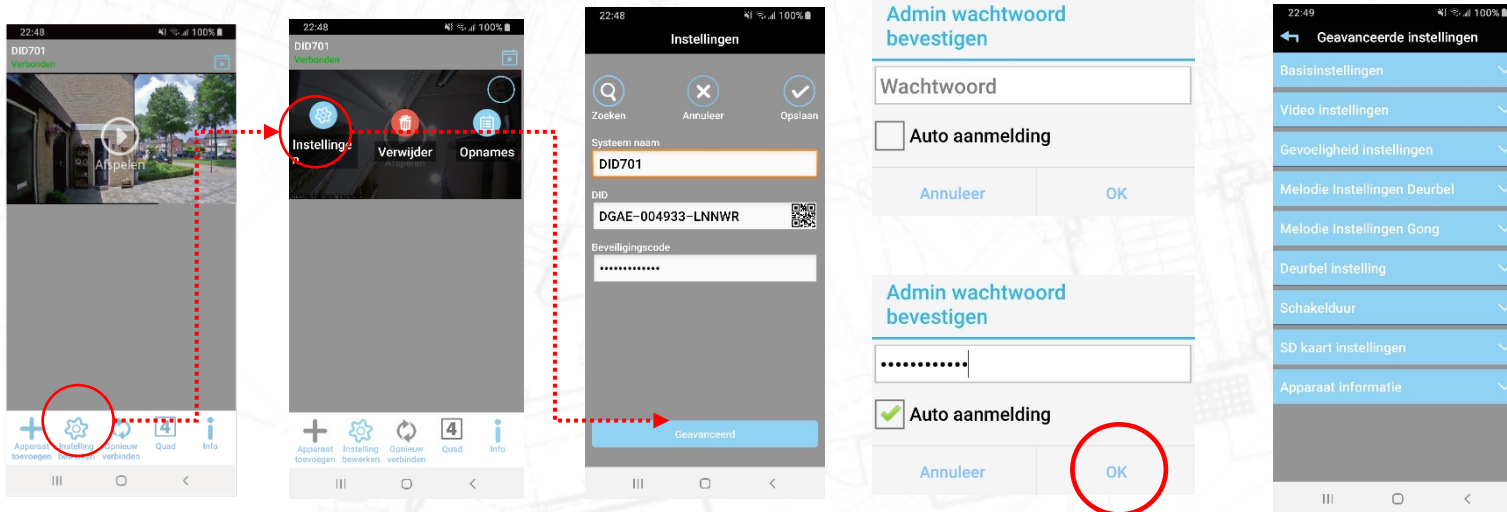 22:48
100%
DID701
Verbonden
Afspelen
Apparaat
toevoegen
Instelling
bewerken
Opnieuw
verbinden
4
Quad
Info
22:48
100%
DID701
Verbonden
Instellinge
n
Verwijder
Opnames
Afspelen
Apparaat
toevoegen
Instelling
bewerken
Opnieuw
verbinden
4
Quad
Info
22:48
100%
Instellingen
Zoeken
Annuleer
Opslaan
Systeem naam
DID701
DID
DGAE-004933-LNNWR
Beveiligingscode
•••••••••••••
Geavanceerd
Admin wachtwoord
bevestigen
Wachtwoord
Auto aanmelding
Annuleer
OK
Admin wachtwoord
bevestigen
••••••••••••
Auto aanmelding
Annuleer
OK
22:49
100%
Geavanceerde instellingen
Basisinstellingen
Video instellingen
Gevoeligheid instellingen
Melodie Instellingen Deurbel
Melodie Instellingen Gong
Deurbel instelling
Schakelduur
SD kaart instellingen
Apparaat informatie